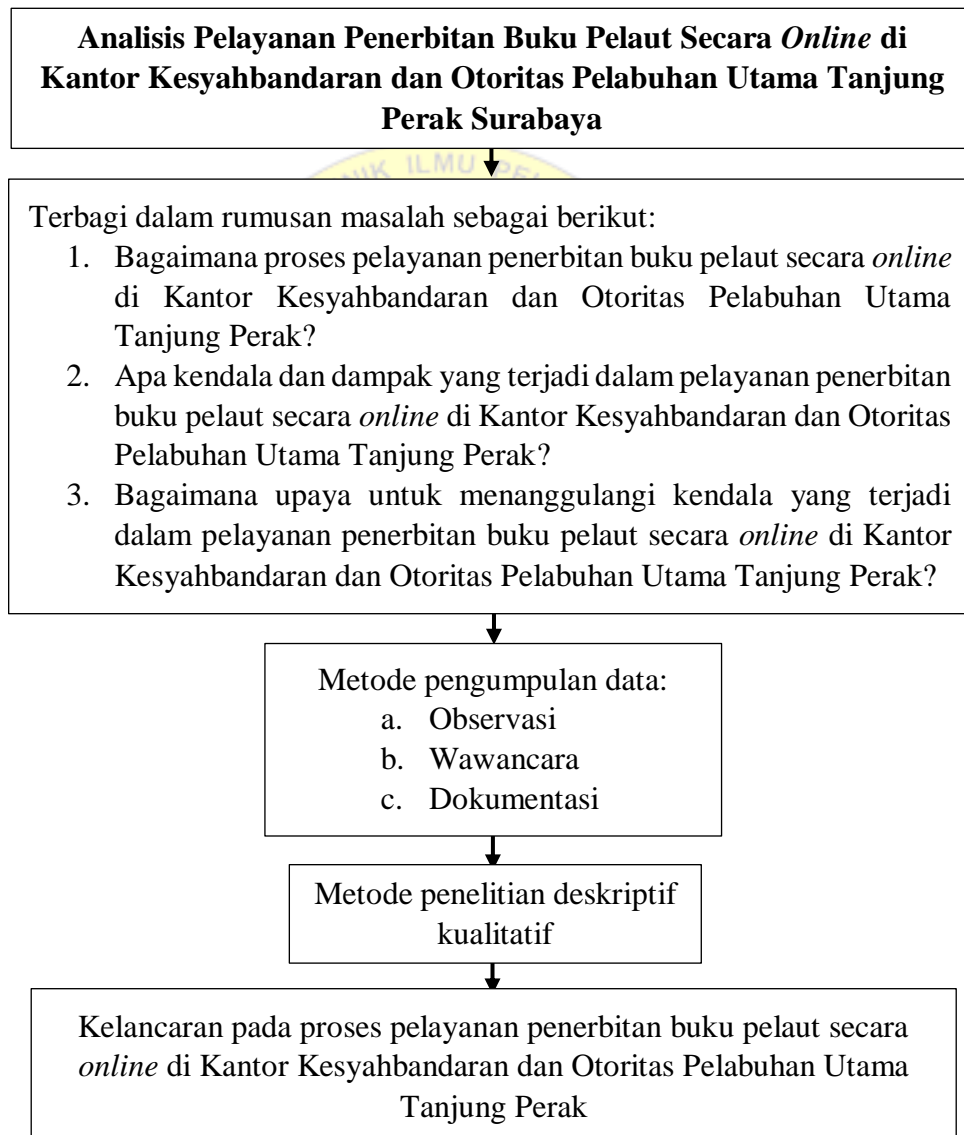 Analisis Pelayanan Penerbitan Buku Pelaut Secara Online di
Kantor Kesyahbandaran dan Otoritas Pelabuhan Utama Tanjung
Perak Surabaya
NIK ILMU PE
Terbagi dalam rumusan masalah sebagai berikut:
1. Bagaimana proses pelayanan penerbitan buku pelaut secara online
di Kantor Kesyahbandaran dan Otoritas Pelabuhan Utama
Tanjung Perak?
2. Apa kendala dan dampak yang terjadi dalam pelayanan penerbitan
buku pelaut secara online di Kantor Kesyahbandaran dan Otoritas
Pelabuhan Utama Tanjung Perak?
3. Bagaimana upaya untuk menanggulangi kendala yang terjadi
dalam pelayanan penerbitan buku pelaut secara online di Kantor
Kesyahbandaran dan Otoritas Pelabuhan Utama Tanjung Perak?
Metode pengumpulan data:
a. Observasi
b. Wawancara
c. Dokumentasi
Metode penelitian deskriptif
kualitatif
Kelancaran pada proses pelayanan penerbitan buku pelaut secara
online di Kantor Kesyahbandaran dan Otoritas Pelabuhan Utama
Tanjung Perak